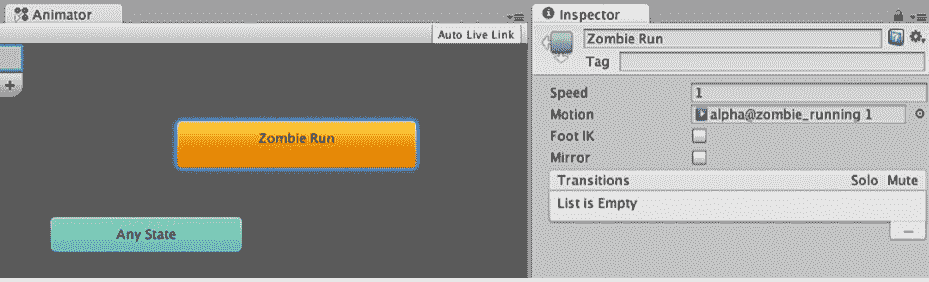 Animator
Auto Live Link
Zombie Run
Any State
Inspector
Zombie Run
Tag
Speed 1
Motion alpha@zombie_running 1
Foot IK
Mirror
Transitions Solo Mute
List is Empty